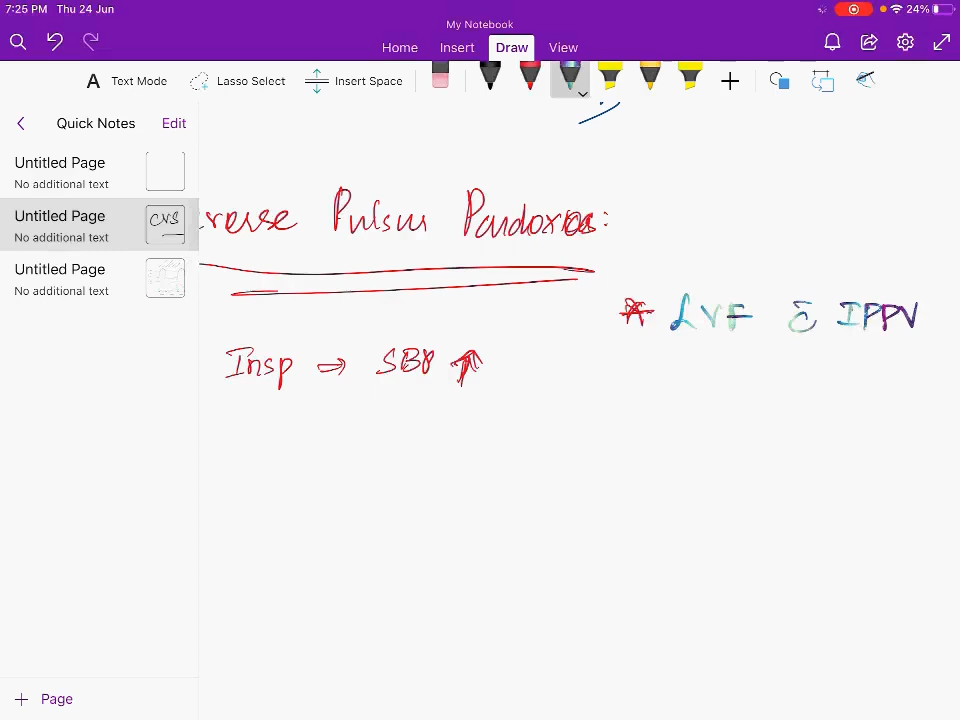 7:25 PM Thu 24 Jun 24%
My Notebook
Home Insert Draw View
Text Mode Lasso Select Insert Space
Quick Notes Edit
Untitled Page
No additional text
Untitled Page
No additional text
CVS
Untitled Page
No additional text
erse Pulsus Pardoxus:
* LVF c̄ IPPV
Insp ⇒ SBP ↑
+ Page